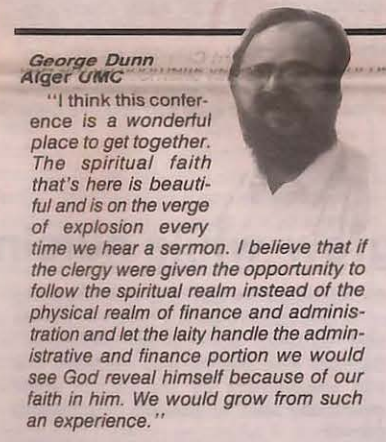 George Dunn
Alger UMC
"I think this confer-
ence is a wonderful
place to get together.
The spiritual faith
that's here is beauti-
ful and is on the verge
of explosion every
time we hear a sermon. I believe that if
the clergy were given the opportunity to
follow the spiritual realm instead of the
physical realm of finance and adminis-
tration and let the laity handle the admin-
istrative and finance portion we would
see God reveal himself because of our
faith in him. We would grow from such
an experience."